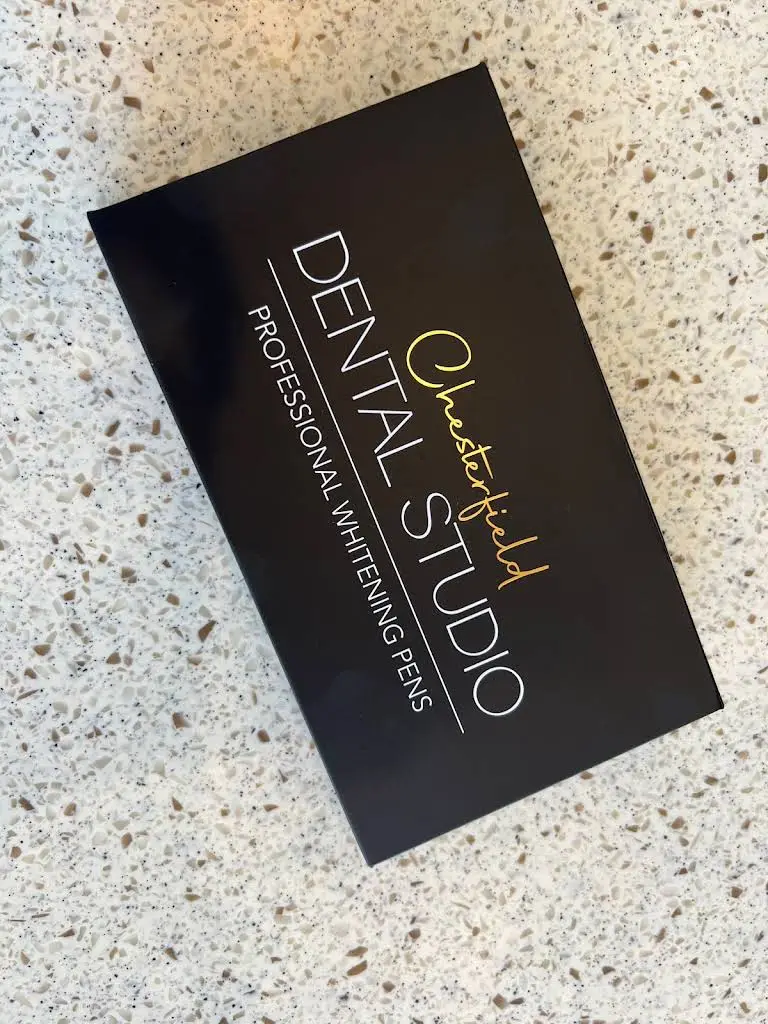 Chesterfield
DENTAL STUDIO
PROFESSIONAL WHITENING PENS